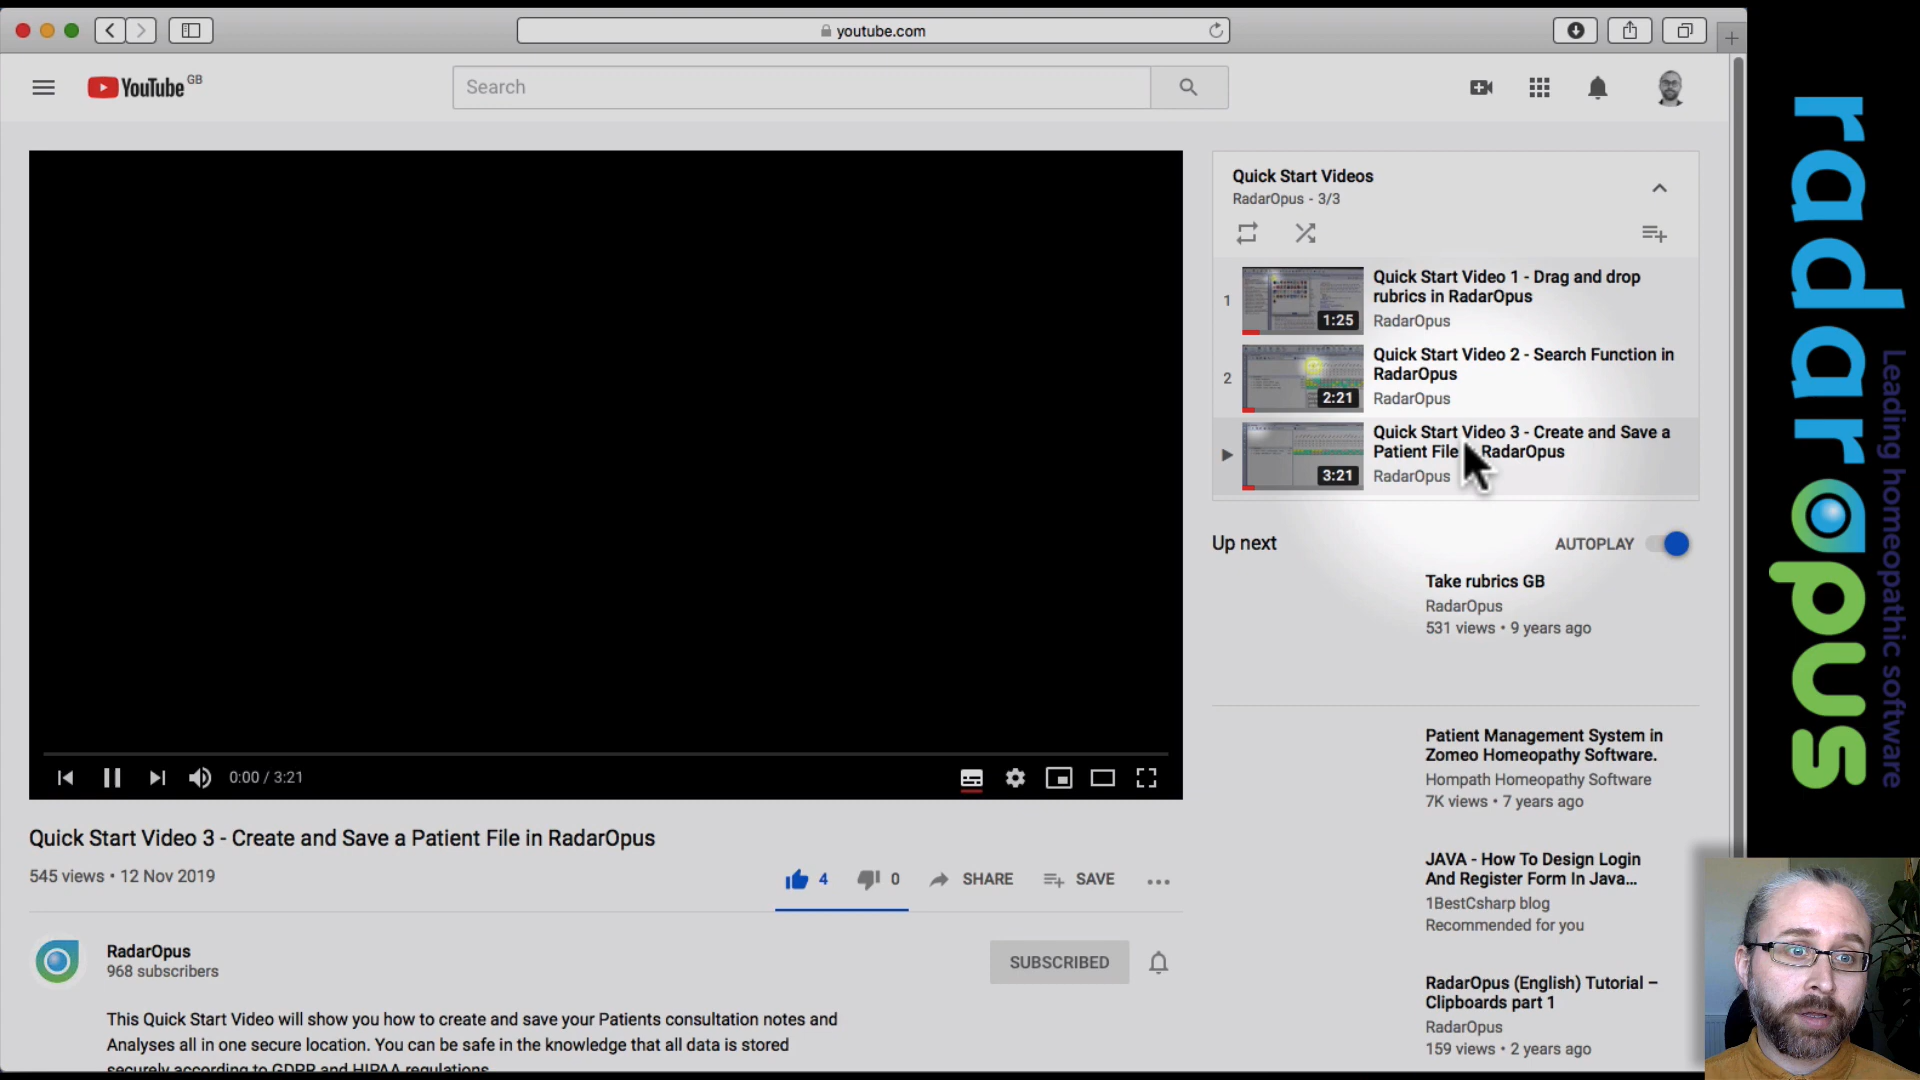 youtube.com
YouTube GB
Search
Quick Start Videos
RadarOpus - 3/3
1
Quick Start Video 1 - Drag and drop
rubrics in RadarOpus
1:25
RadarOpus
2
Quick Start Video 2 - Search Function in
RadarOpus
2:21
RadarOpus
Quick Start Video 3 - Create and Save a
Patient File RadarOpus
3:21
RadarOpus
Up next
AUTOPLAY
Take rubrics GB
RadarOpus
531 views • 9 years ago
Patient Management System in
Zomeo Homeopathy Software.
Hompath Homeopathy Software
7K views • 7 years ago
JAVA - How To Design Login
And Register Form In Java...
1BestCsharp blog
Recommended for you
RadarOpus (English) Tutorial –
Clipboards part 1
RadarOpus
159 views • 2 years ago
0:00 / 3:21
Quick Start Video 3 - Create and Save a Patient File in RadarOpus
545 views • 12 Nov 2019
4
0
SHARE
SAVE
RadarOpus
968 subscribers
SUBSCRIBED
This Quick Start Video will show you how to create and save your Patients consultation notes and
Analyses all in one secure location. You can be safe in the knowledge that all data is stored
securely according to GDPR and HIPAA regulations
radaropus
Leading homeopathic software